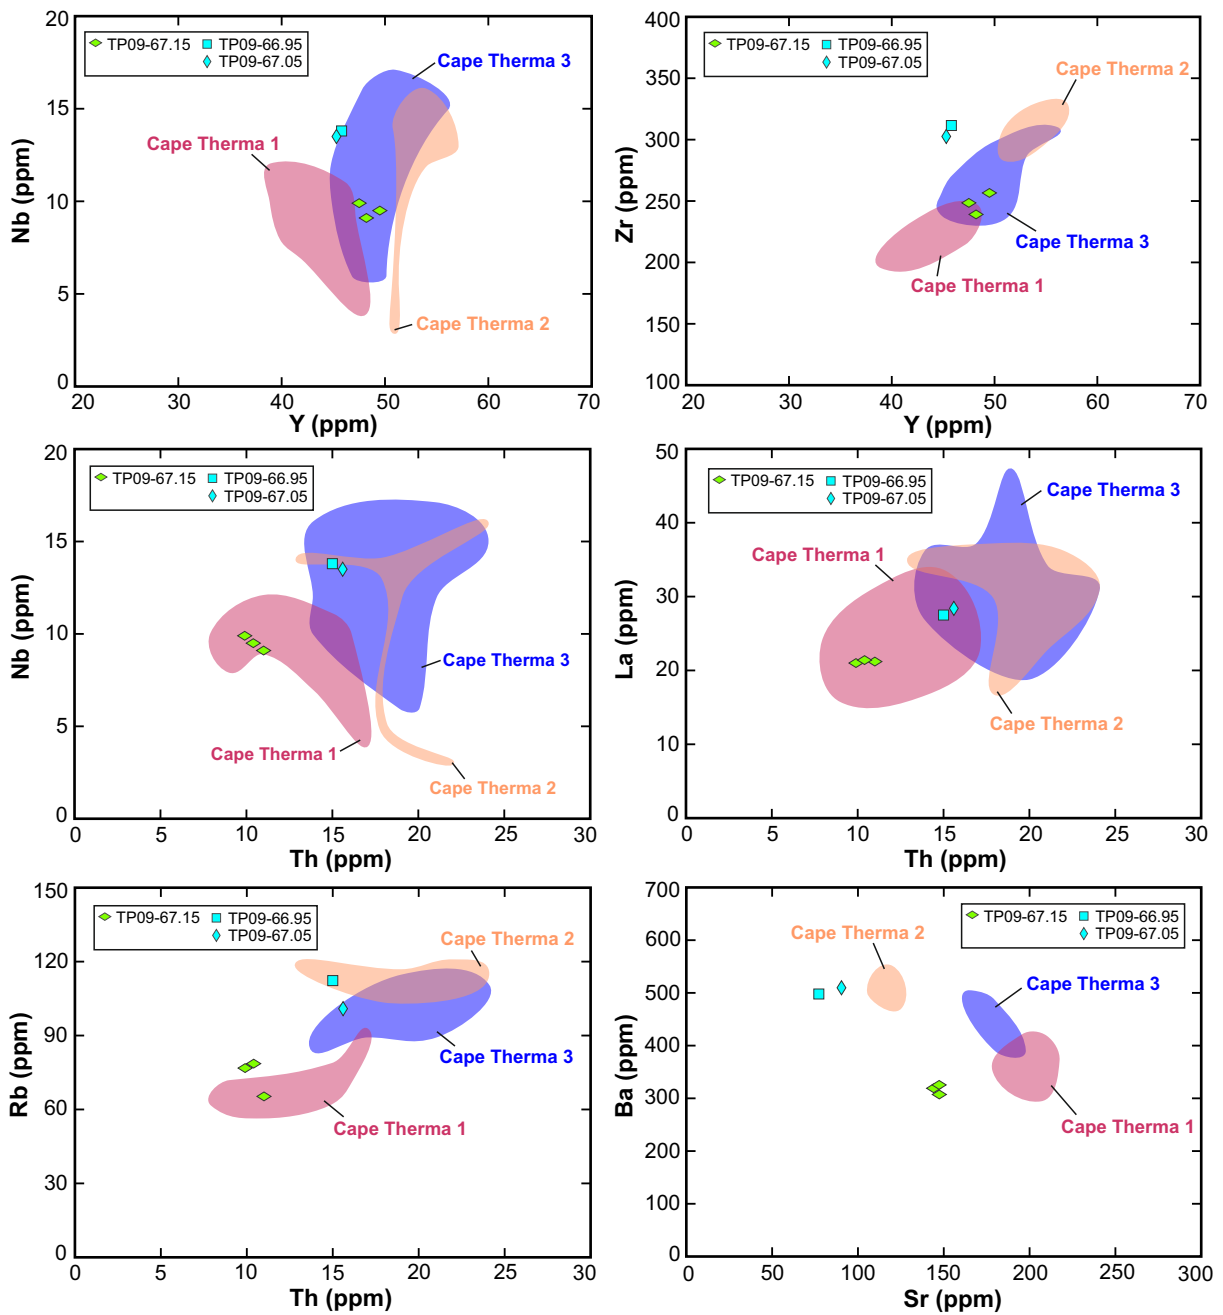 20
15
10
5
0
Nb (ppm)
TP09-67.15
TP09-66.95
TP09-67.05
Cape Therma 3
Cape Therma 1
Cape Therma 2
20 30 40 50 60 70
Y (ppm)
400
350
300
250
200
150
100
Zr (ppm)
TP09-67.15
TP09-66.95
TP09-67.05
Cape Therma 2
Cape Therma 3
Cape Therma 1
20 30 40 50 60 70
Y (ppm)
20
15
10
5
0
Nb (ppm)
TP09-67.15
TP09-66.95
TP09-67.05
Cape Therma 3
Cape Therma 1
Cape Therma 2
0 5 10 15 20 25 30
Th (ppm)
50
40
30
20
10
0
La (ppm)
TP09-67.15
TP09-66.95
TP09-67.05
Cape Therma 3
Cape Therma 1
Cape Therma 2
0 5 10 15 20 25 30
Th (ppm)
150
120
90
60
30
0
Rb (ppm)
TP09-67.15
TP09-66.95
TP09-67.05
Cape Therma 2
Cape Therma 3
Cape Therma 1
0 5 10 15 20 25 30
Th (ppm)
700
600
500
400
300
200
100
0
Ba (ppm)
TP09-67.15
TP09-66.95
TP09-67.05
Cape Therma 2
Cape Therma 3
Cape Therma 1
0 50 100 150 200 250 300
Sr (ppm)